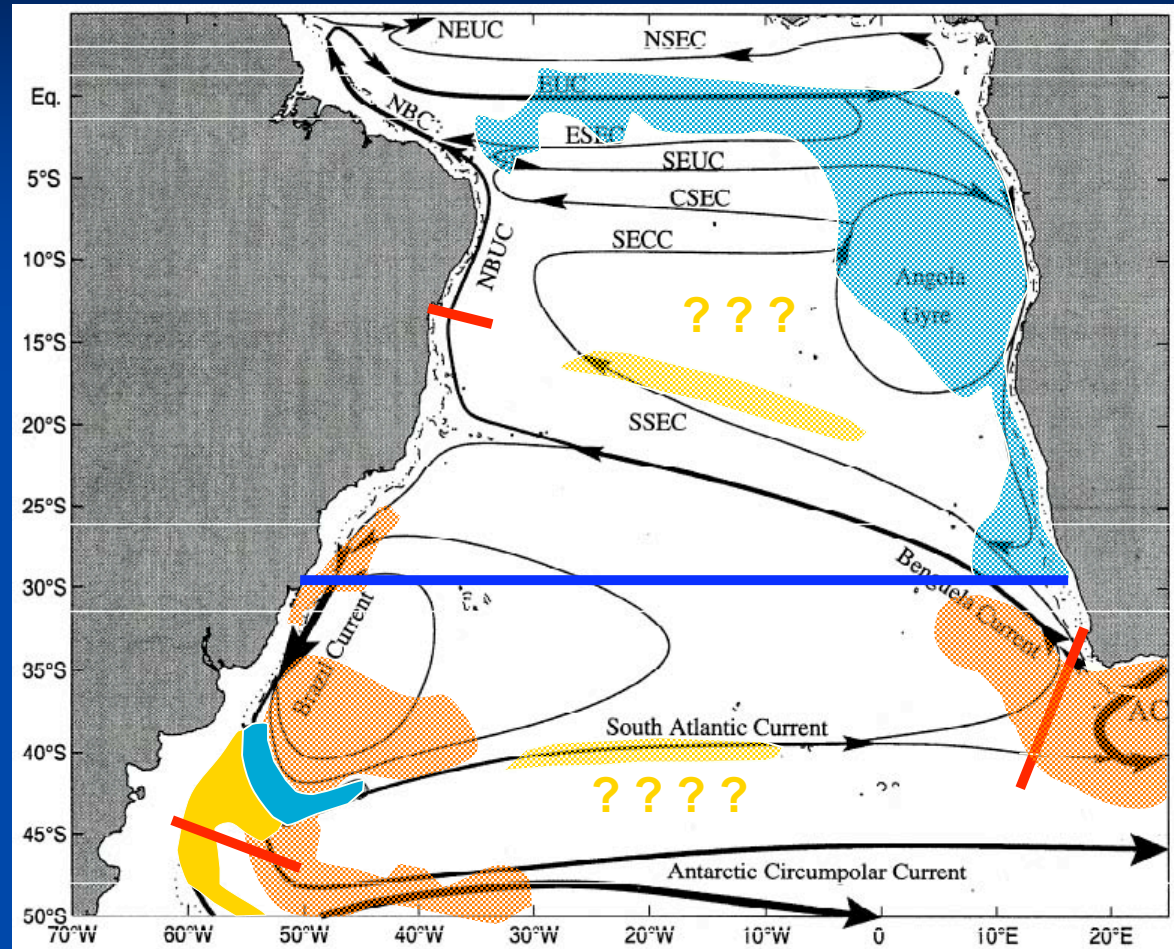 NEUC
NSEC
Eq.
EUC
NBC
ESEC
5°S
SEUC
CSEC
NBUC
SECC
10°S
Angola
Gyre
? ? ?
15°S
20°S
SSEC
25°S
Benguela Current
30°S
Brazil Current
35°S
AC
South Atlantic Current
40°S
? ? ? ?
45°S
Antarctic Circumpolar Current
50°S
70°W 60°W 50°W 40°W 30°W 20°W 10°W 0 10°E 20°E